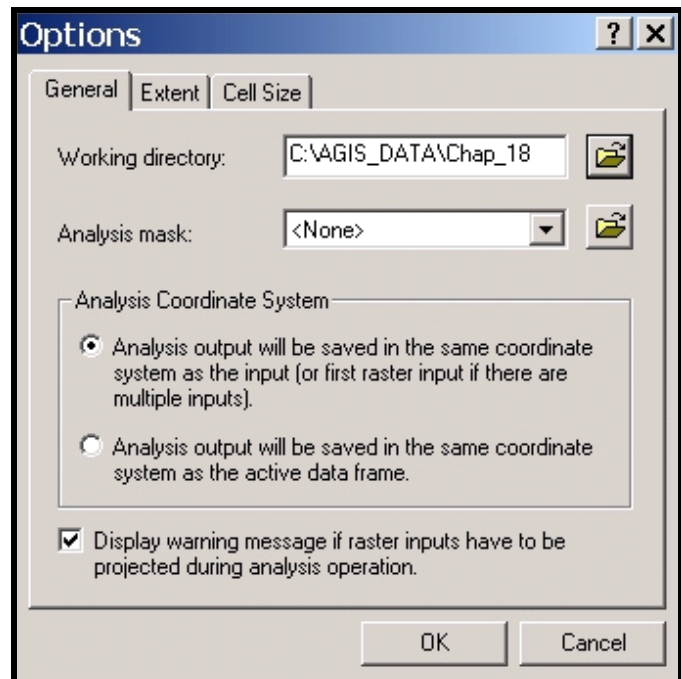 Options
General Extent Cell Size
Working directory: C:\AGIS_DATA\Chap_18
Analysis mask: <None>
Analysis Coordinate System
Analysis output will be saved in the same coordinate
system as the input (or first raster input if there are
multiple inputs).
Analysis output will be saved in the same coordinate
system as the active data frame.
Display warning message if raster inputs have to be
projected during analysis operation.
OK Cancel